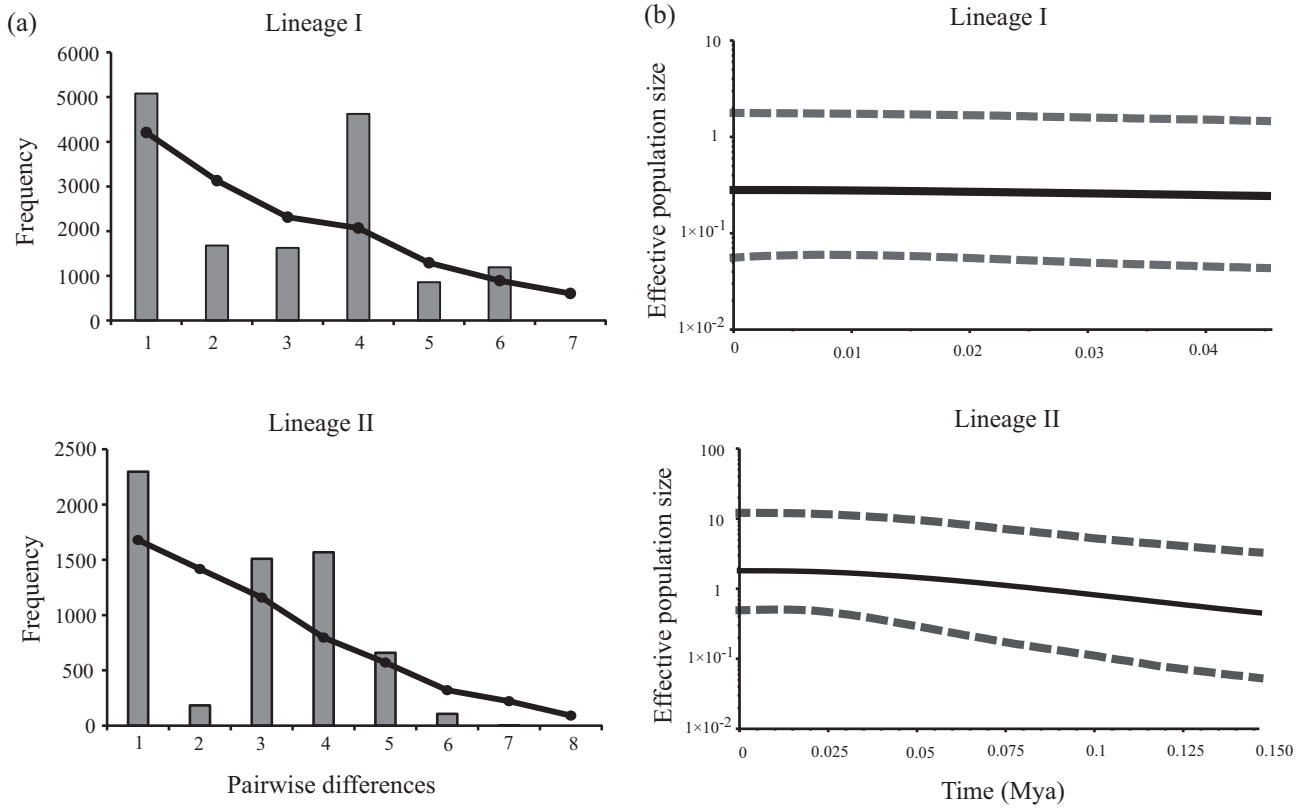 (a)
Lineage I
Frequency
6000
5000
4000
3000
2000
1000
0
1 2 3 4 5 6 7
(b)
Lineage I
Effective population size
10
1
1×10⁻¹
1×10⁻²
0 0.01 0.02 0.03 0.04
Lineage II
Frequency
2500
2000
1500
1000
500
0
1 2 3 4 5 6 7 8
Pairwise differences
Lineage II
Effective population size
100
10
1
1×10⁻¹
1×10⁻²
0 0.025 0.05 0.075 0.1 0.125 0.150
Time (Mya)